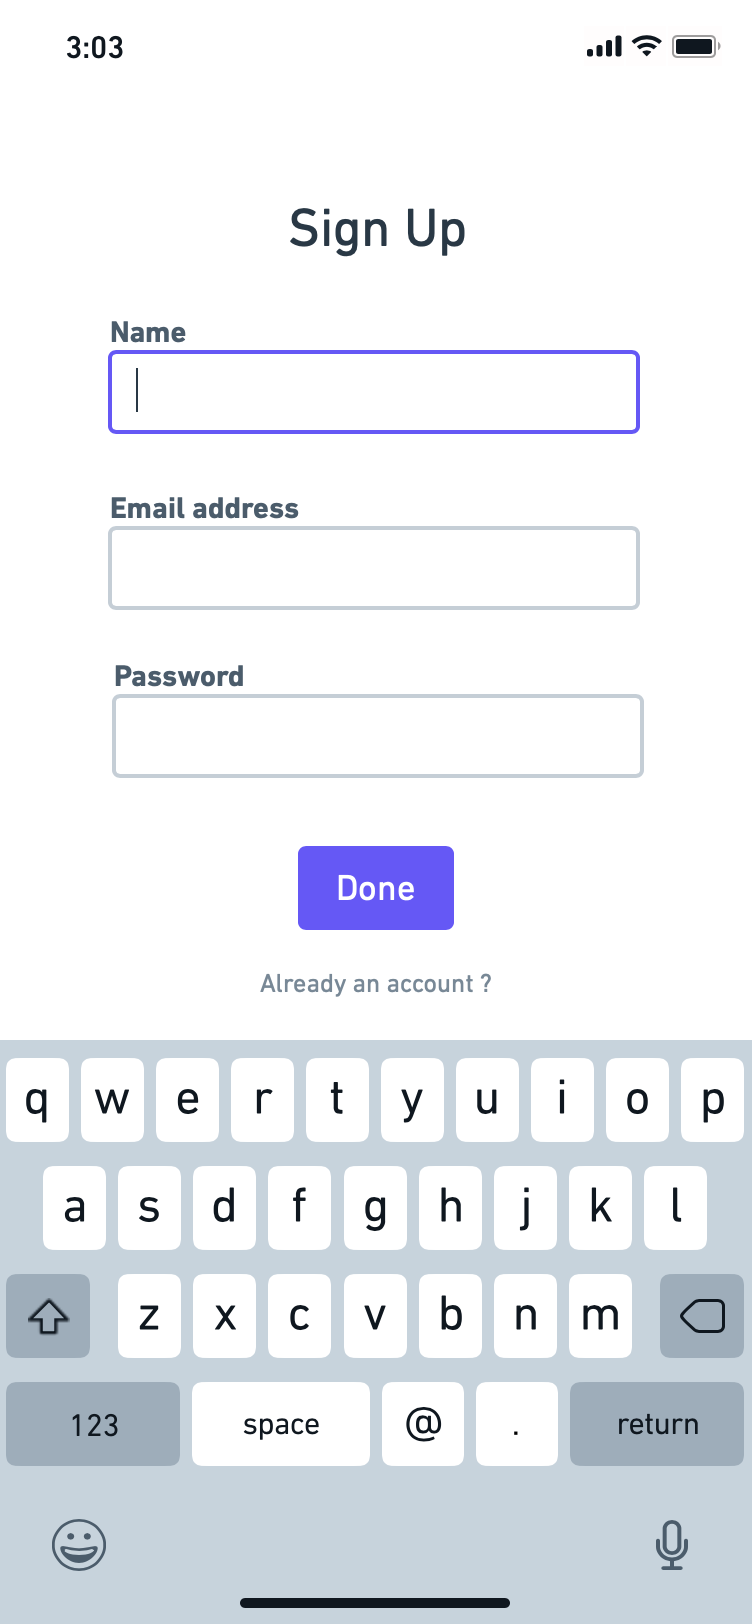 3:03
Sign Up
Name
Email address
Password
Done
Already an account ?
q w e r t y u i o p
a s d f g h j k l
z x c v b n m
123 space @ . return